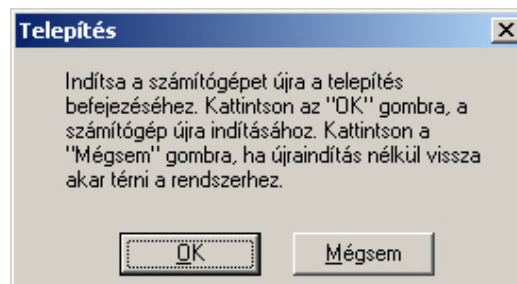 Telepítés
Indítsa a számítógépet újra a telepítés
befejezéséhez. Kattintson az "OK" gombra, a
számítógép újra indításához. Kattintson a
"Mégsem" gombra, ha újraindítás nélkül vissza
akar térni a rendszerhez.
OK
Mégsem